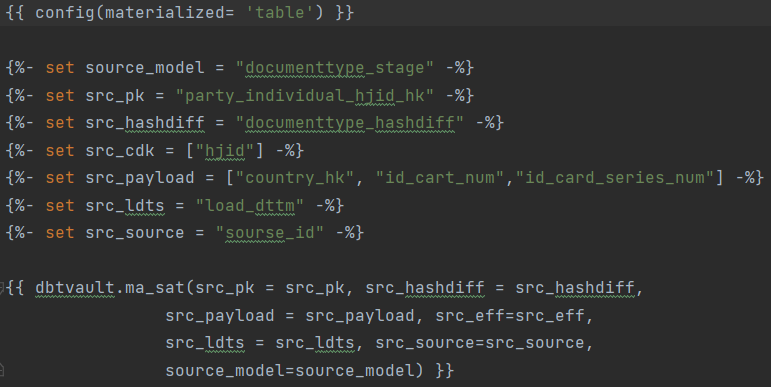 {{ config(materialized= 'table') }}
{%- set source_model = "documenttype_stage" -%}
{%- set src_pk = "party_individual_hjid_hk" -%}
{%- set src_hashdiff = "documenttype_hashdiff" -%}
{%- set src_cdk = ["hjid"] -%}
{%- set src_payload = ["country_hk", "id_cart_num","id_card_series_num"] -%}
{%- set src_ldts = "load_dttm" -%}
{%- set src_source = "sourse_id" -%}
{{ dbtvault.ma_sat(src_pk = src_pk, src_hashdiff = src_hashdiff,
src_payload = src_payload, src_eff=src_eff,
src_ldts = src_ldts, src_source=src_source,
source_model=source_model) }}